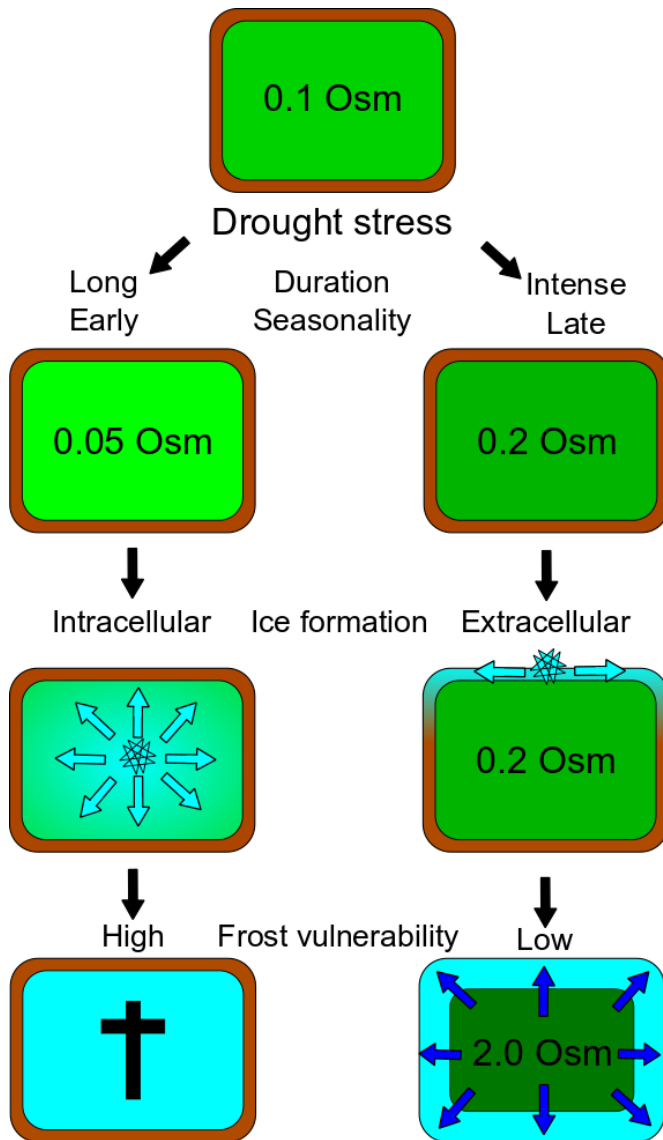 0.1 Osm
Drought stress
Long Duration Intense
Early Seasonality Late
0.05 Osm 0.2 Osm
Intracellular Ice formation Extracellular
0.2 Osm
High Frost vulnerability Low
2.0 Osm